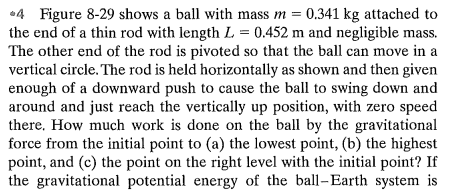 •4 Figure 8-29 shows a ball with mass m = 0.341 kg attached to
the end of a thin rod with length L = 0.452 m and negligible mass.
The other end of the rod is pivoted so that the ball can move in a
vertical circle. The rod is held horizontally as shown and then given
enough of a downward push to cause the ball to swing down and
around and just reach the vertically up position, with zero speed
there. How much work is done on the ball by the gravitational
force from the initial point to (a) the lowest point, (b) the highest
point, and (c) the point on the right level with the initial point? If
the gravitational potential energy of the ball–Earth system is